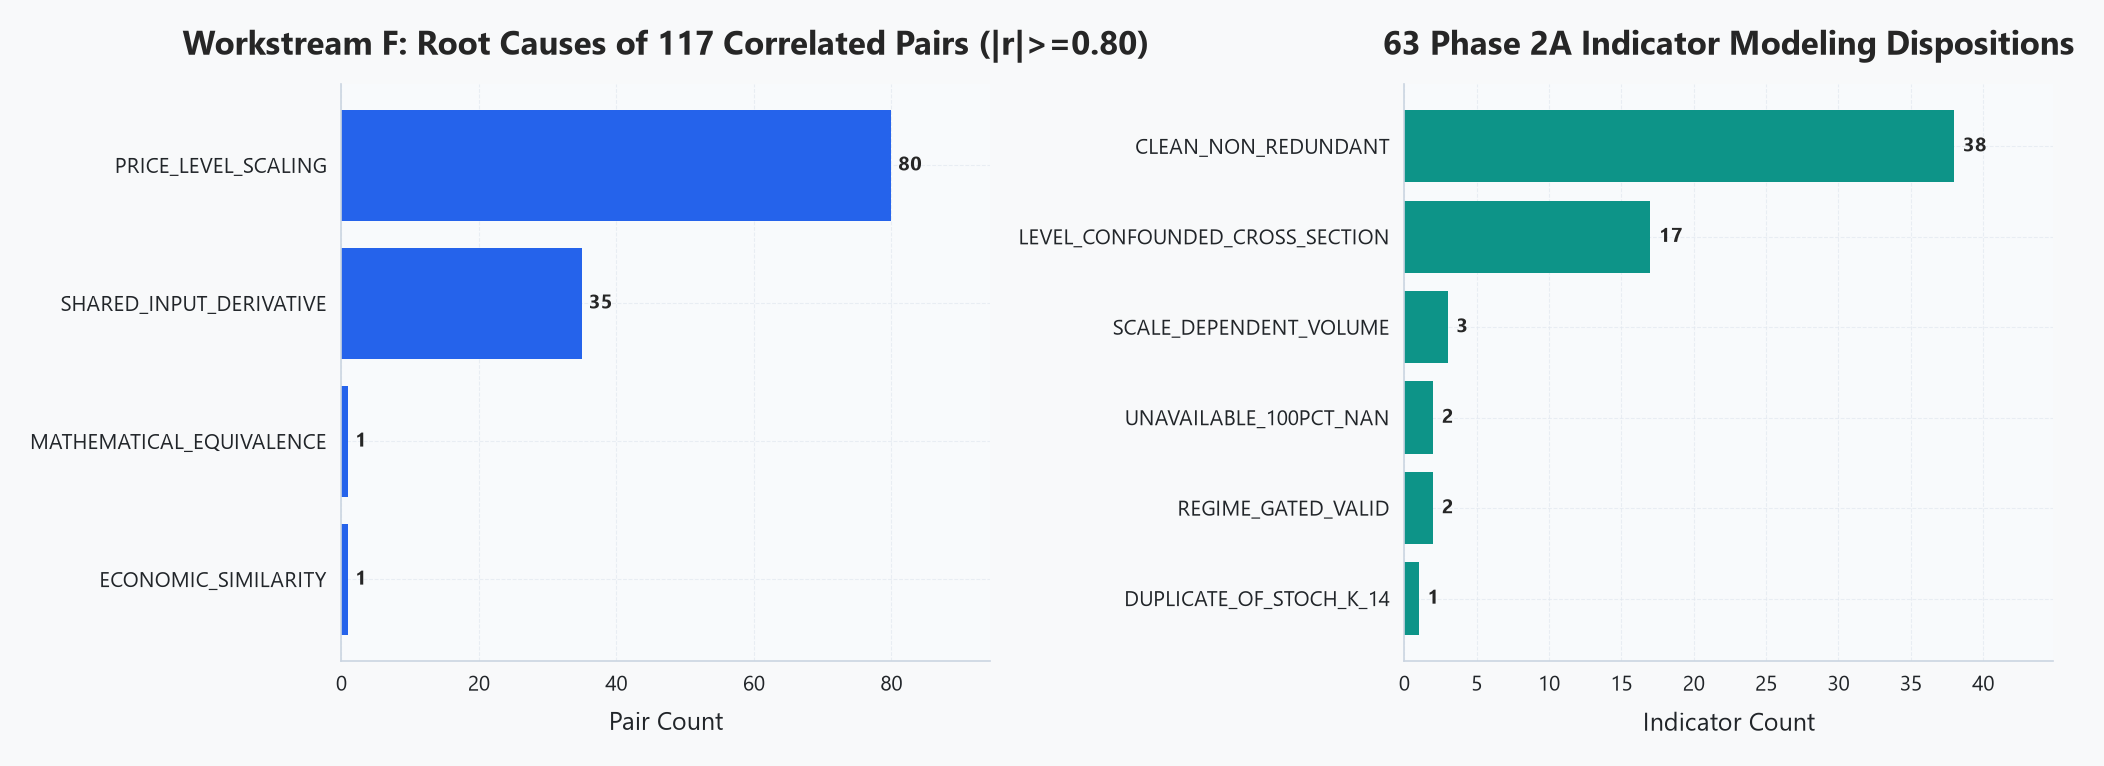 Workstream F: Root Causes of 117 Correlated Pairs (|r|>=0.80)
PRICE_LEVEL_SCALING
80
SHARED_INPUT_DERIVATIVE
35
MATHEMATICAL_EQUIVALENCE
1
ECONOMIC_SIMILARITY
1
0 20 40 60 80
Pair Count
63 Phase 2A Indicator Modeling Dispositions
CLEAN_NON_REDUNDANT
38
LEVEL_CONFOUNDED_CROSS_SECTION
17
SCALE_DEPENDENT_VOLUME
3
UNAVAILABLE_100PCT_NAN
2
REGIME_GATED_VALID
2
DUPLICATE_OF_STOCH_K_14
1
0 5 10 15 20 25 30 35 40
Indicator Count